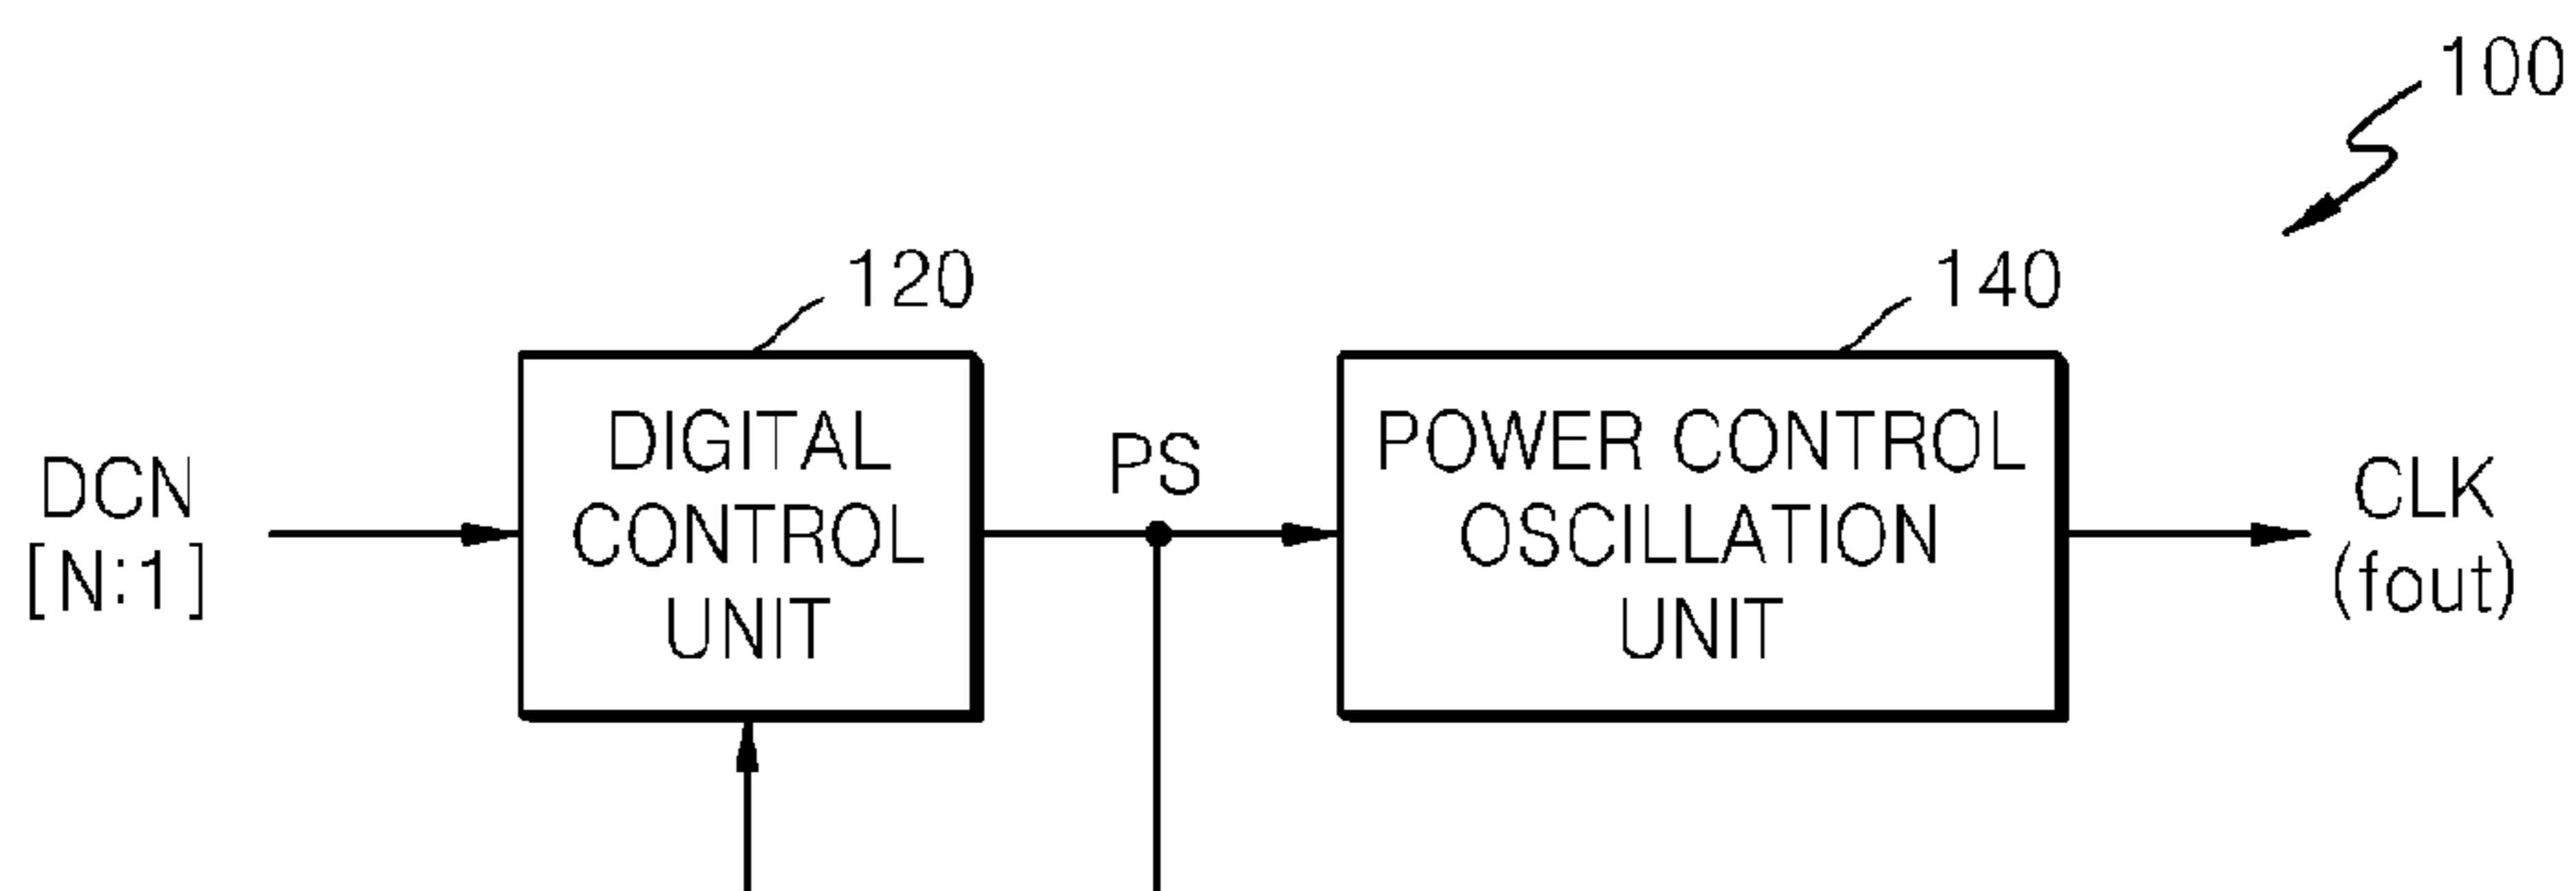 100
120
140
DCN
[N:1]
DIGITAL
CONTROL
UNIT
PS
POWER CONTROL
OSCILLATION
UNIT
CLK
(fout)